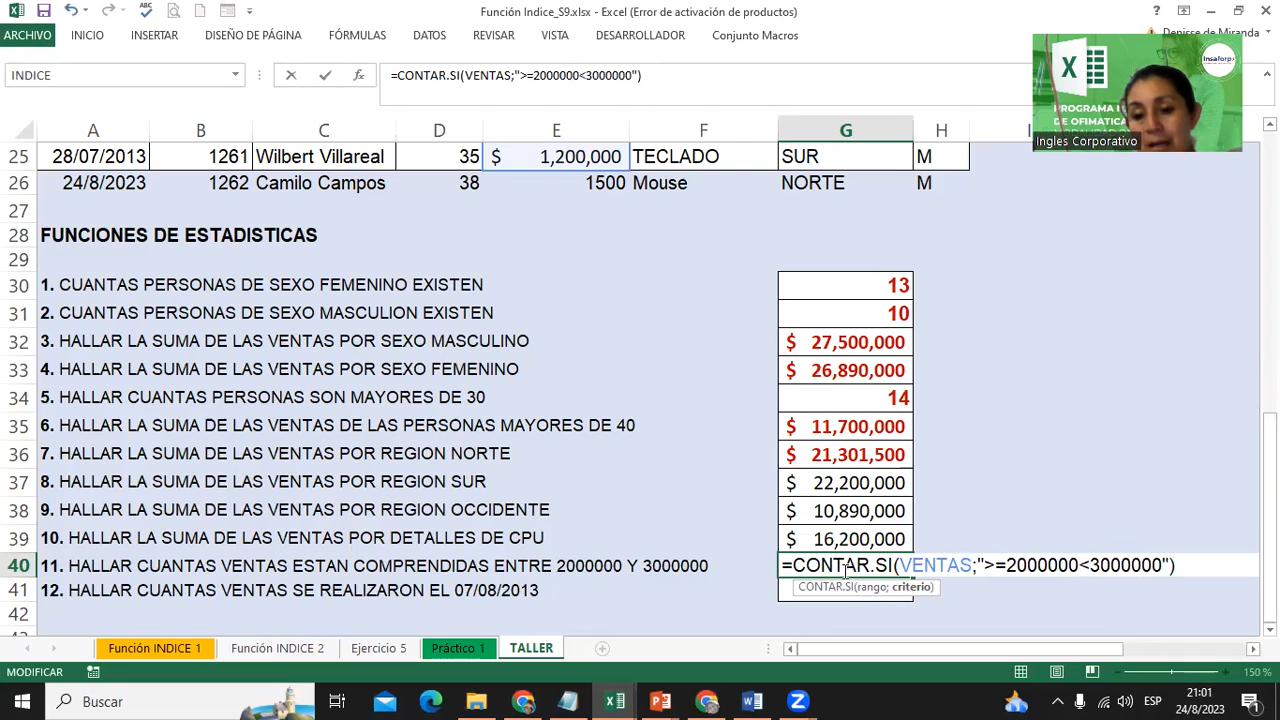 Función Indice_S9.xlsx - Excel (Error de activación de productos)
ARCHIVO INICIO INSERTAR DISEÑO DE PÁGINA FÓRMULAS DATOS REVISAR VISTA DESARROLLADOR Conjunto Macros Denisse de Miranda
INDICE =CONTAR.SI(VENTAS;">=2000000<3000000")
Insaforp
PROGRAMA
DE OFIMATICA
Ingles Corporativo
A B C D E F G H
25 28/07/2013 1261 Wilbert Villareal 35 $ 1,200,000 TECLADO SUR M
26 24/8/2023 1262 Camilo Campos 38 1500 Mouse NORTE M
27
28 FUNCIONES DE ESTADISTICAS
29
30 1. CUANTAS PERSONAS DE SEXO FEMENINO EXISTEN 13
31 2. CUANTAS PERSONAS DE SEXO MASCULION EXISTEN 10
32 3. HALLAR LA SUMA DE LAS VENTAS POR SEXO MASCULINO $ 27,500,000
33 4. HALLAR LA SUMA DE LAS VENTAS POR SEXO FEMENINO $ 26,890,000
34 5. HALLAR CUANTAS PERSONAS SON MAYORES DE 30 14
35 6. HALLAR LA SUMA DE LAS VENTAS DE LAS PERSONAS MAYORES DE 40 $ 11,700,000
36 7. HALLAR LA SUMA DE LAS VENTAS POR REGION NORTE $ 21,301,500
37 8. HALLAR LA SUMA DE LAS VENTAS POR REGION SUR $ 22,200,000
38 9. HALLAR LA SUMA DE LAS VENTAS POR REGION OCCIDENTE $ 10,890,000
39 10. HALLAR LA SUMA DE LAS VENTAS POR DETALLES DE CPU $ 16,200,000
40 11. HALLAR CUANTAS VENTAS ESTAN COMPRENDIDAS ENTRE 2000000 Y 3000000 =CONTAR.SI(VENTAS;">=2000000<3000000")
CONTAR.SI(rango; criterio)
41 12. HALLAR CUANTAS VENTAS SE REALIZARON EL 07/08/2013
42
Función INDICE 1 Función INDICE 2 Ejercicio 5 Práctico 1 TALLER
MODIFICAR 150 %
Buscar ESP 21:01
24/8/2023